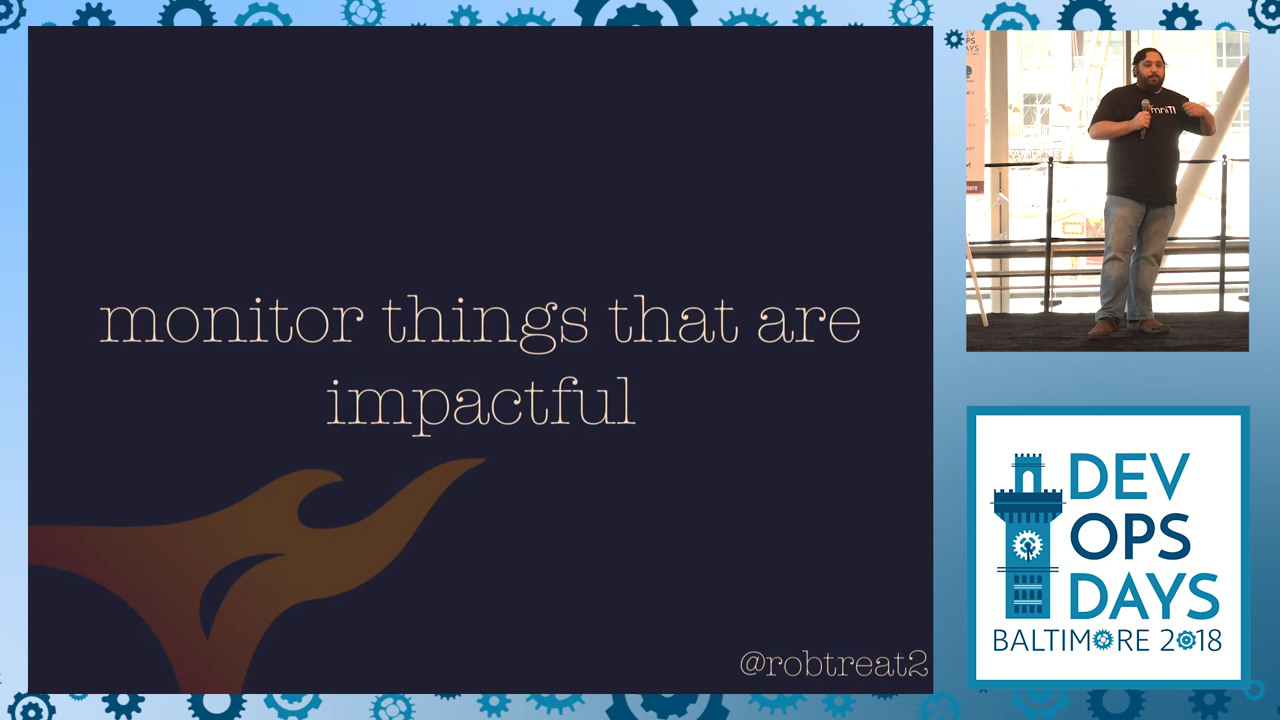 monitor things that are
impactful
@robtreat2
DEV
OPS
DAYS
BALTIMORE 2018